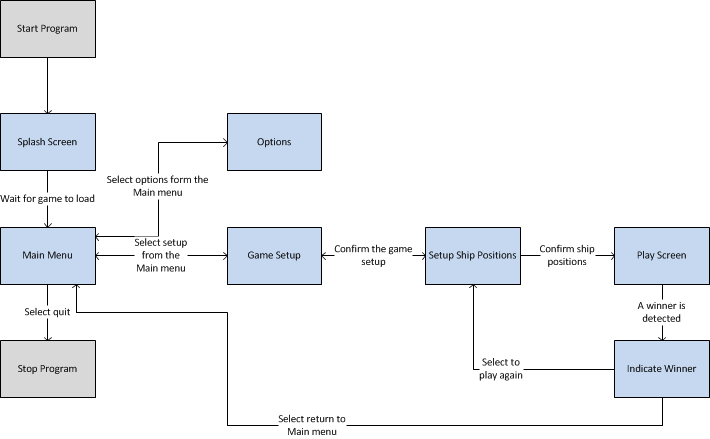 Start Program
Splash Screen
Options
Select options form the
Main menu
Wait for game to load
Main Menu
Select setup
from the
Main menu
Game Setup
Confirm the game
setup
Setup Ship Positions
Confirm ship
positions
Play Screen
Select quit
A winner is
detected
Stop Program
Select to
play again
Indicate Winner
Select return to
Main menu